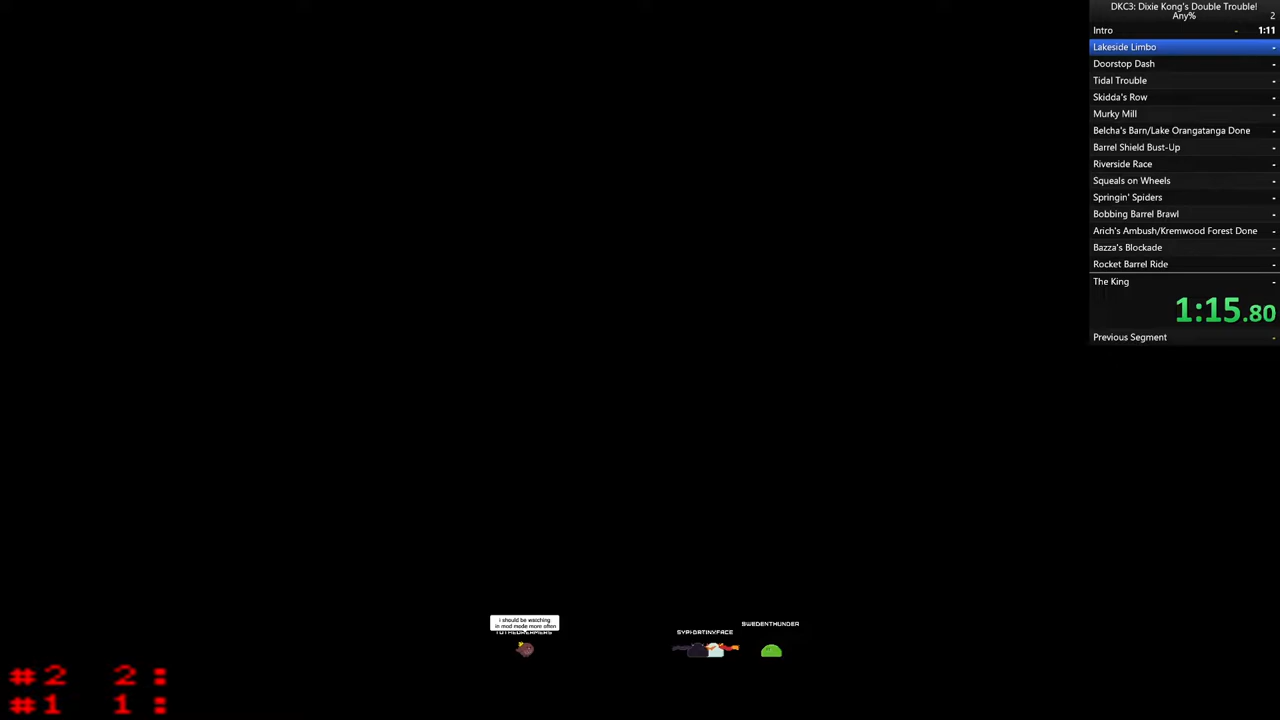 DKC3: Dixie Kong's Double Trouble!
Any%
2
Intro - 1:11
Lakeside Limbo -
Doorstop Dash -
Tidal Trouble -
Skidda's Row -
Murky Mill -
Belcha's Barn/Lake Orangatanga Done -
Barrel Shield Bust-Up -
Riverside Race -
Squeals on Wheels -
Springin' Spiders -
Bobbing Barrel Brawl -
Arich's Ambush/Kremwood Forest Done -
Bazza's Blockade -
Rocket Barrel Ride -
The King -
1:15.80
Previous Segment -
i should be watching
in mod mode more often
SWEDENTHUNDER
#2 2:
#1 1: